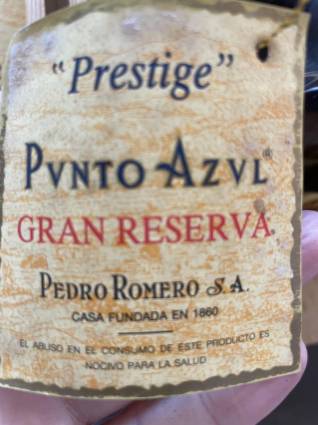 "Prestige"
PVNTO AZVL®
GRAN RESERVA
PEDRO ROMERO S.A.
CASA FUNDADA EN 1860
EL ABUSO EN EL CONSUMO DE ESTE PRODUCTO ES
NOCIVO PARA LA SALUD